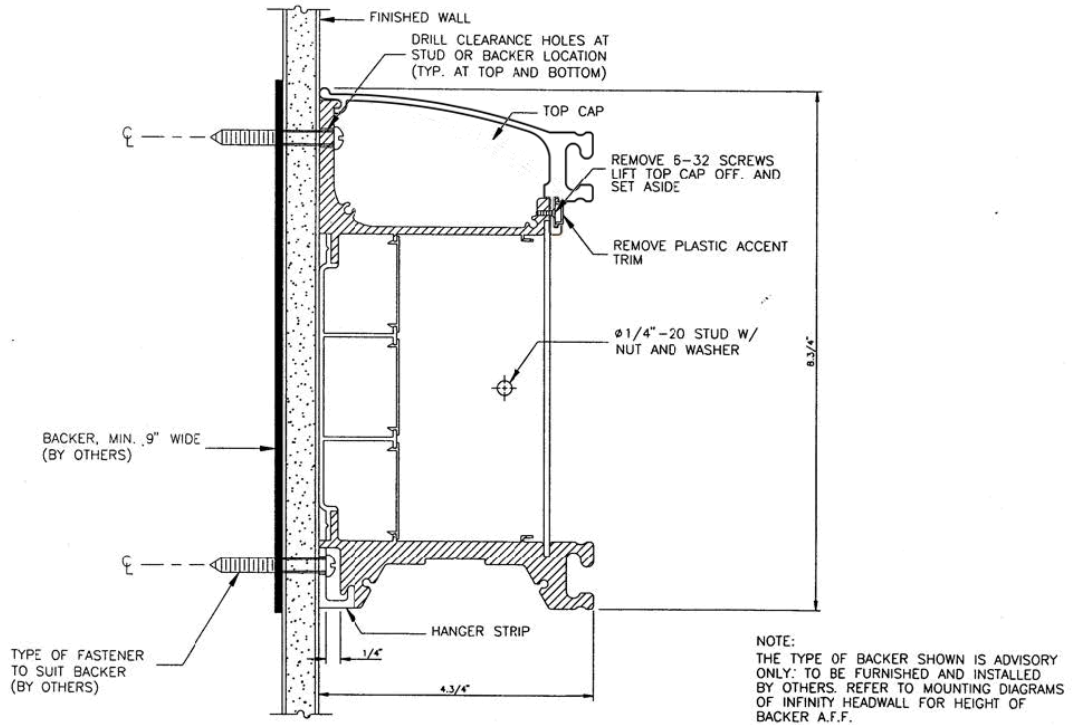 FINISHED WALL
DRILL CLEARANCE HOLES AT
STUD OR BACKER LOCATION
(TYP. AT TOP AND BOTTOM)
TOP CAP
REMOVE 6-32 SCREWS
LIFT TOP CAP OFF. AND
SET ASIDE
REMOVE PLASTIC ACCENT
TRIM
ø1/4"-20 STUD W/
NUT AND WASHER
8.3/4"
BACKER, MIN. .9" WIDE
(BY OTHERS)
HANGER STRIP
1/4"
4.3/4"
TYPE OF FASTENER
TO SUIT BACKER
(BY OTHERS)
NOTE:
THE TYPE OF BACKER SHOWN IS ADVISORY
ONLY: TO BE FURNISHED AND INSTALLED
BY OTHERS. REFER TO MOUNTING DIAGRAMS
OF INFINITY HEADWALL FOR HEIGHT OF
BACKER A.F.F.
℄
℄